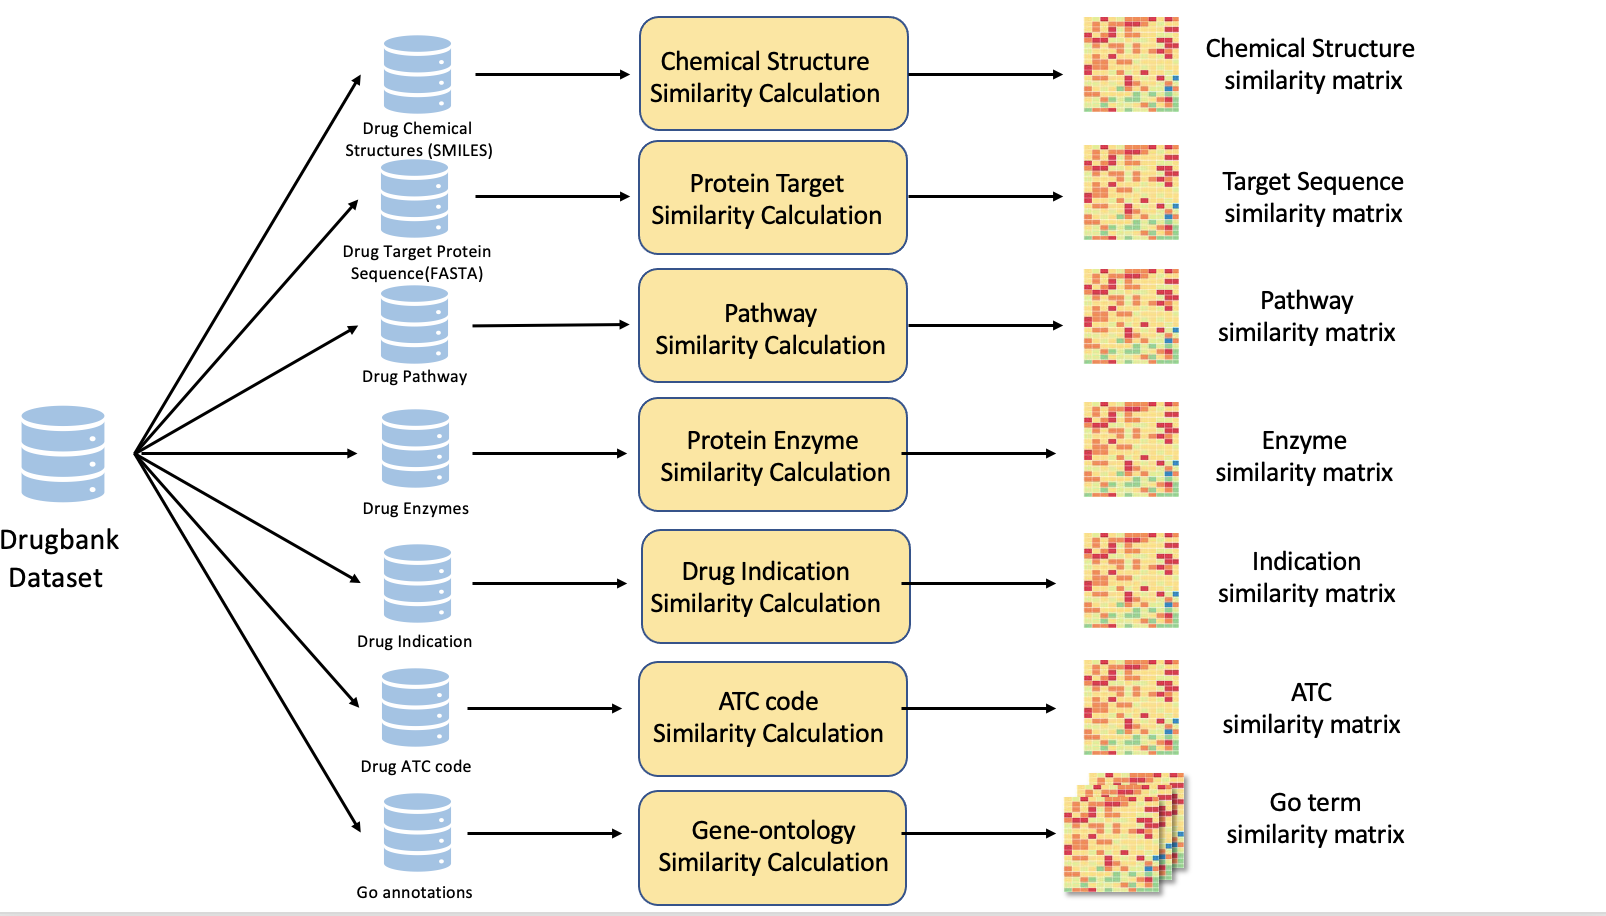 Drugbank
Dataset
Drug Chemical
Structures (SMILES)
Chemical Structure
Similarity Calculation
Chemical Structure
similarity matrix
Drug Target Protein
Sequence(FASTA)
Protein Target
Similarity Calculation
Target Sequence
similarity matrix
Drug Pathway
Pathway
Similarity Calculation
Pathway
similarity matrix
Drug Enzymes
Protein Enzyme
Similarity Calculation
Enzyme
similarity matrix
Drug Indication
Drug Indication
Similarity Calculation
Indication
similarity matrix
Drug ATC code
ATC code
Similarity Calculation
ATC
similarity matrix
Go annotations
Gene-ontology
Similarity Calculation
Go term
similarity matrix